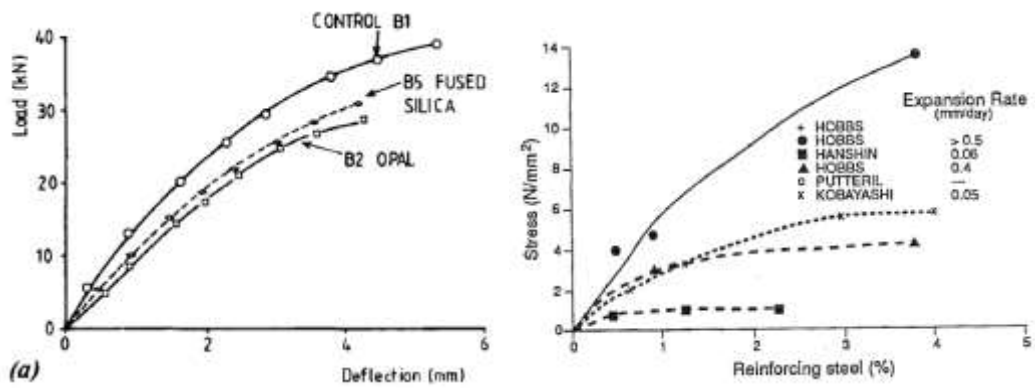 CONTROL B1
40
30
20
10
0
Load (kN)
B5 FUSED
SILICA
B2 OPAL
0
2
4
6
(a)
Deflection (mm)
14
12
10
8
6
4
2
0
Stress (N/mm²)
Expansion Rate
(mm/day)
+ HOBBS
● HOBBS > 0.5
■ HANSHIN 0.06
▲ HOBBS 0.4
□ PUTTERIL —
x KOBAYASHI 0.05
0
1
2
3
4
5
Reinforcing steel (%)